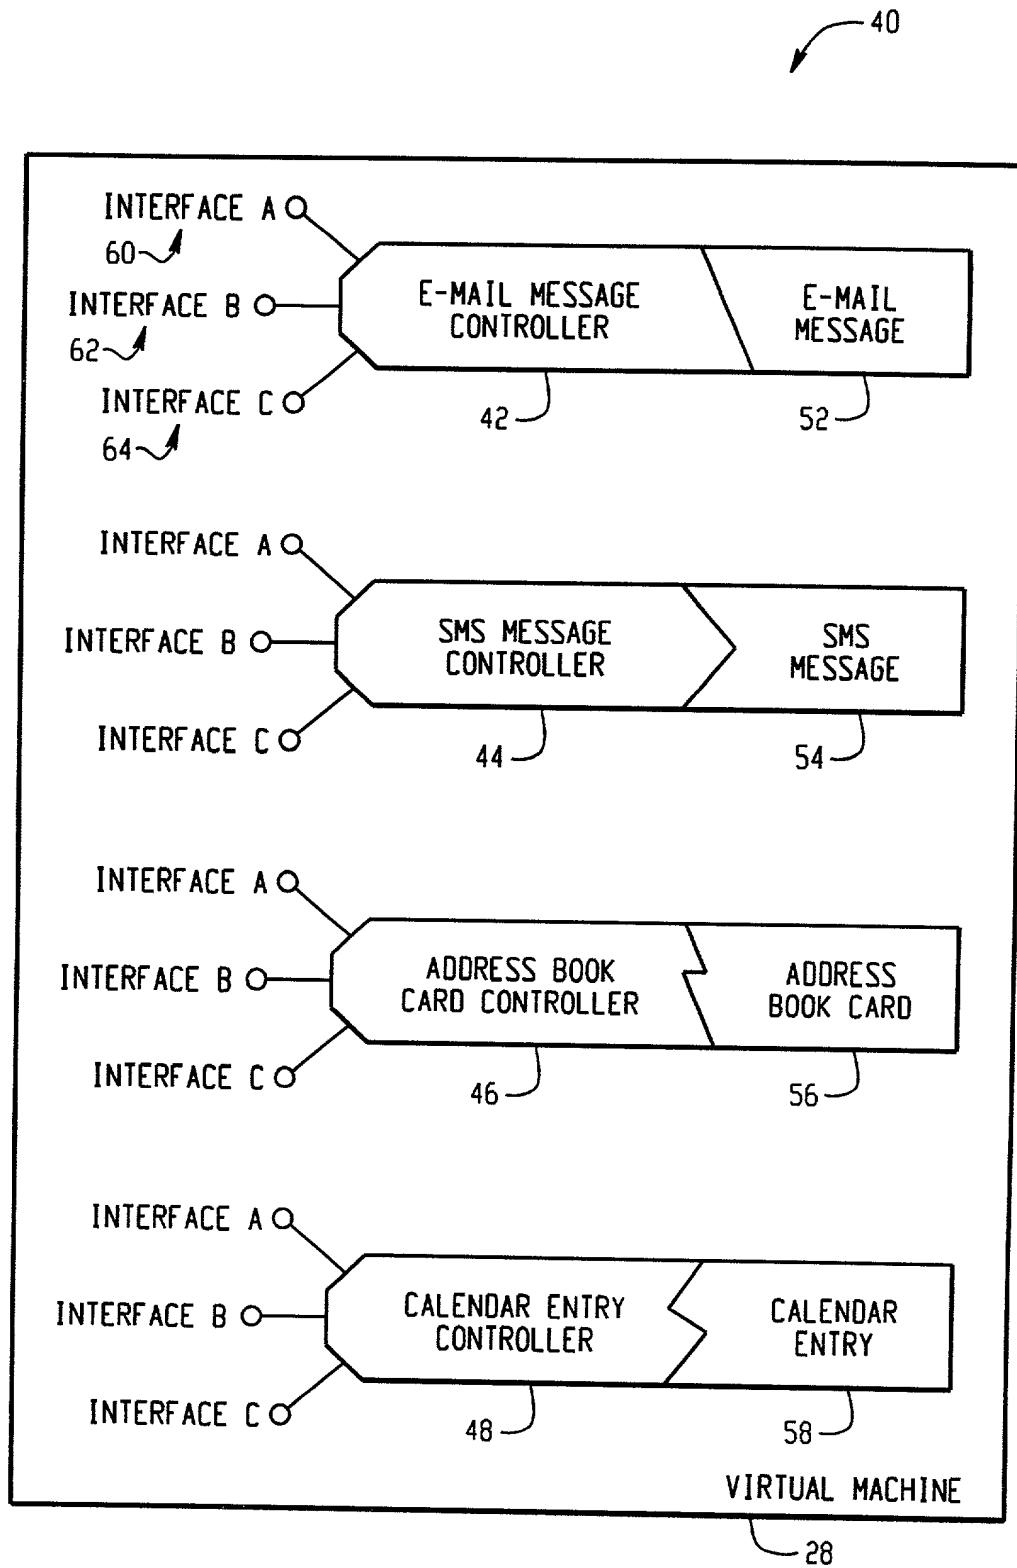 40
INTERFACE A
60
INTERFACE B
62
INTERFACE C
64
E-MAIL MESSAGE
CONTROLLER
42
E-MAIL
MESSAGE
52
INTERFACE A
INTERFACE B
INTERFACE C
SMS MESSAGE
CONTROLLER
44
SMS
MESSAGE
54
INTERFACE A
INTERFACE B
INTERFACE C
ADDRESS BOOK
CARD CONTROLLER
46
ADDRESS
BOOK CARD
56
INTERFACE A
INTERFACE B
INTERFACE C
CALENDAR ENTRY
CONTROLLER
48
CALENDAR
ENTRY
58
VIRTUAL MACHINE
28